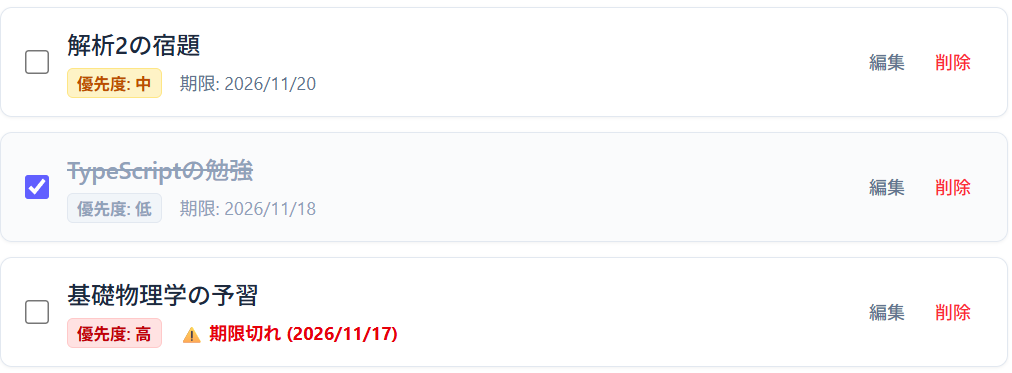 解析2の宿題
優先度: 中 期限: 2026/11/20
編集 削除
TypeScriptの勉強
優先度: 低 期限: 2026/11/18
編集 削除
基礎物理学の予習
優先度: 高 ⚠ 期限切れ (2026/11/17)
編集 削除